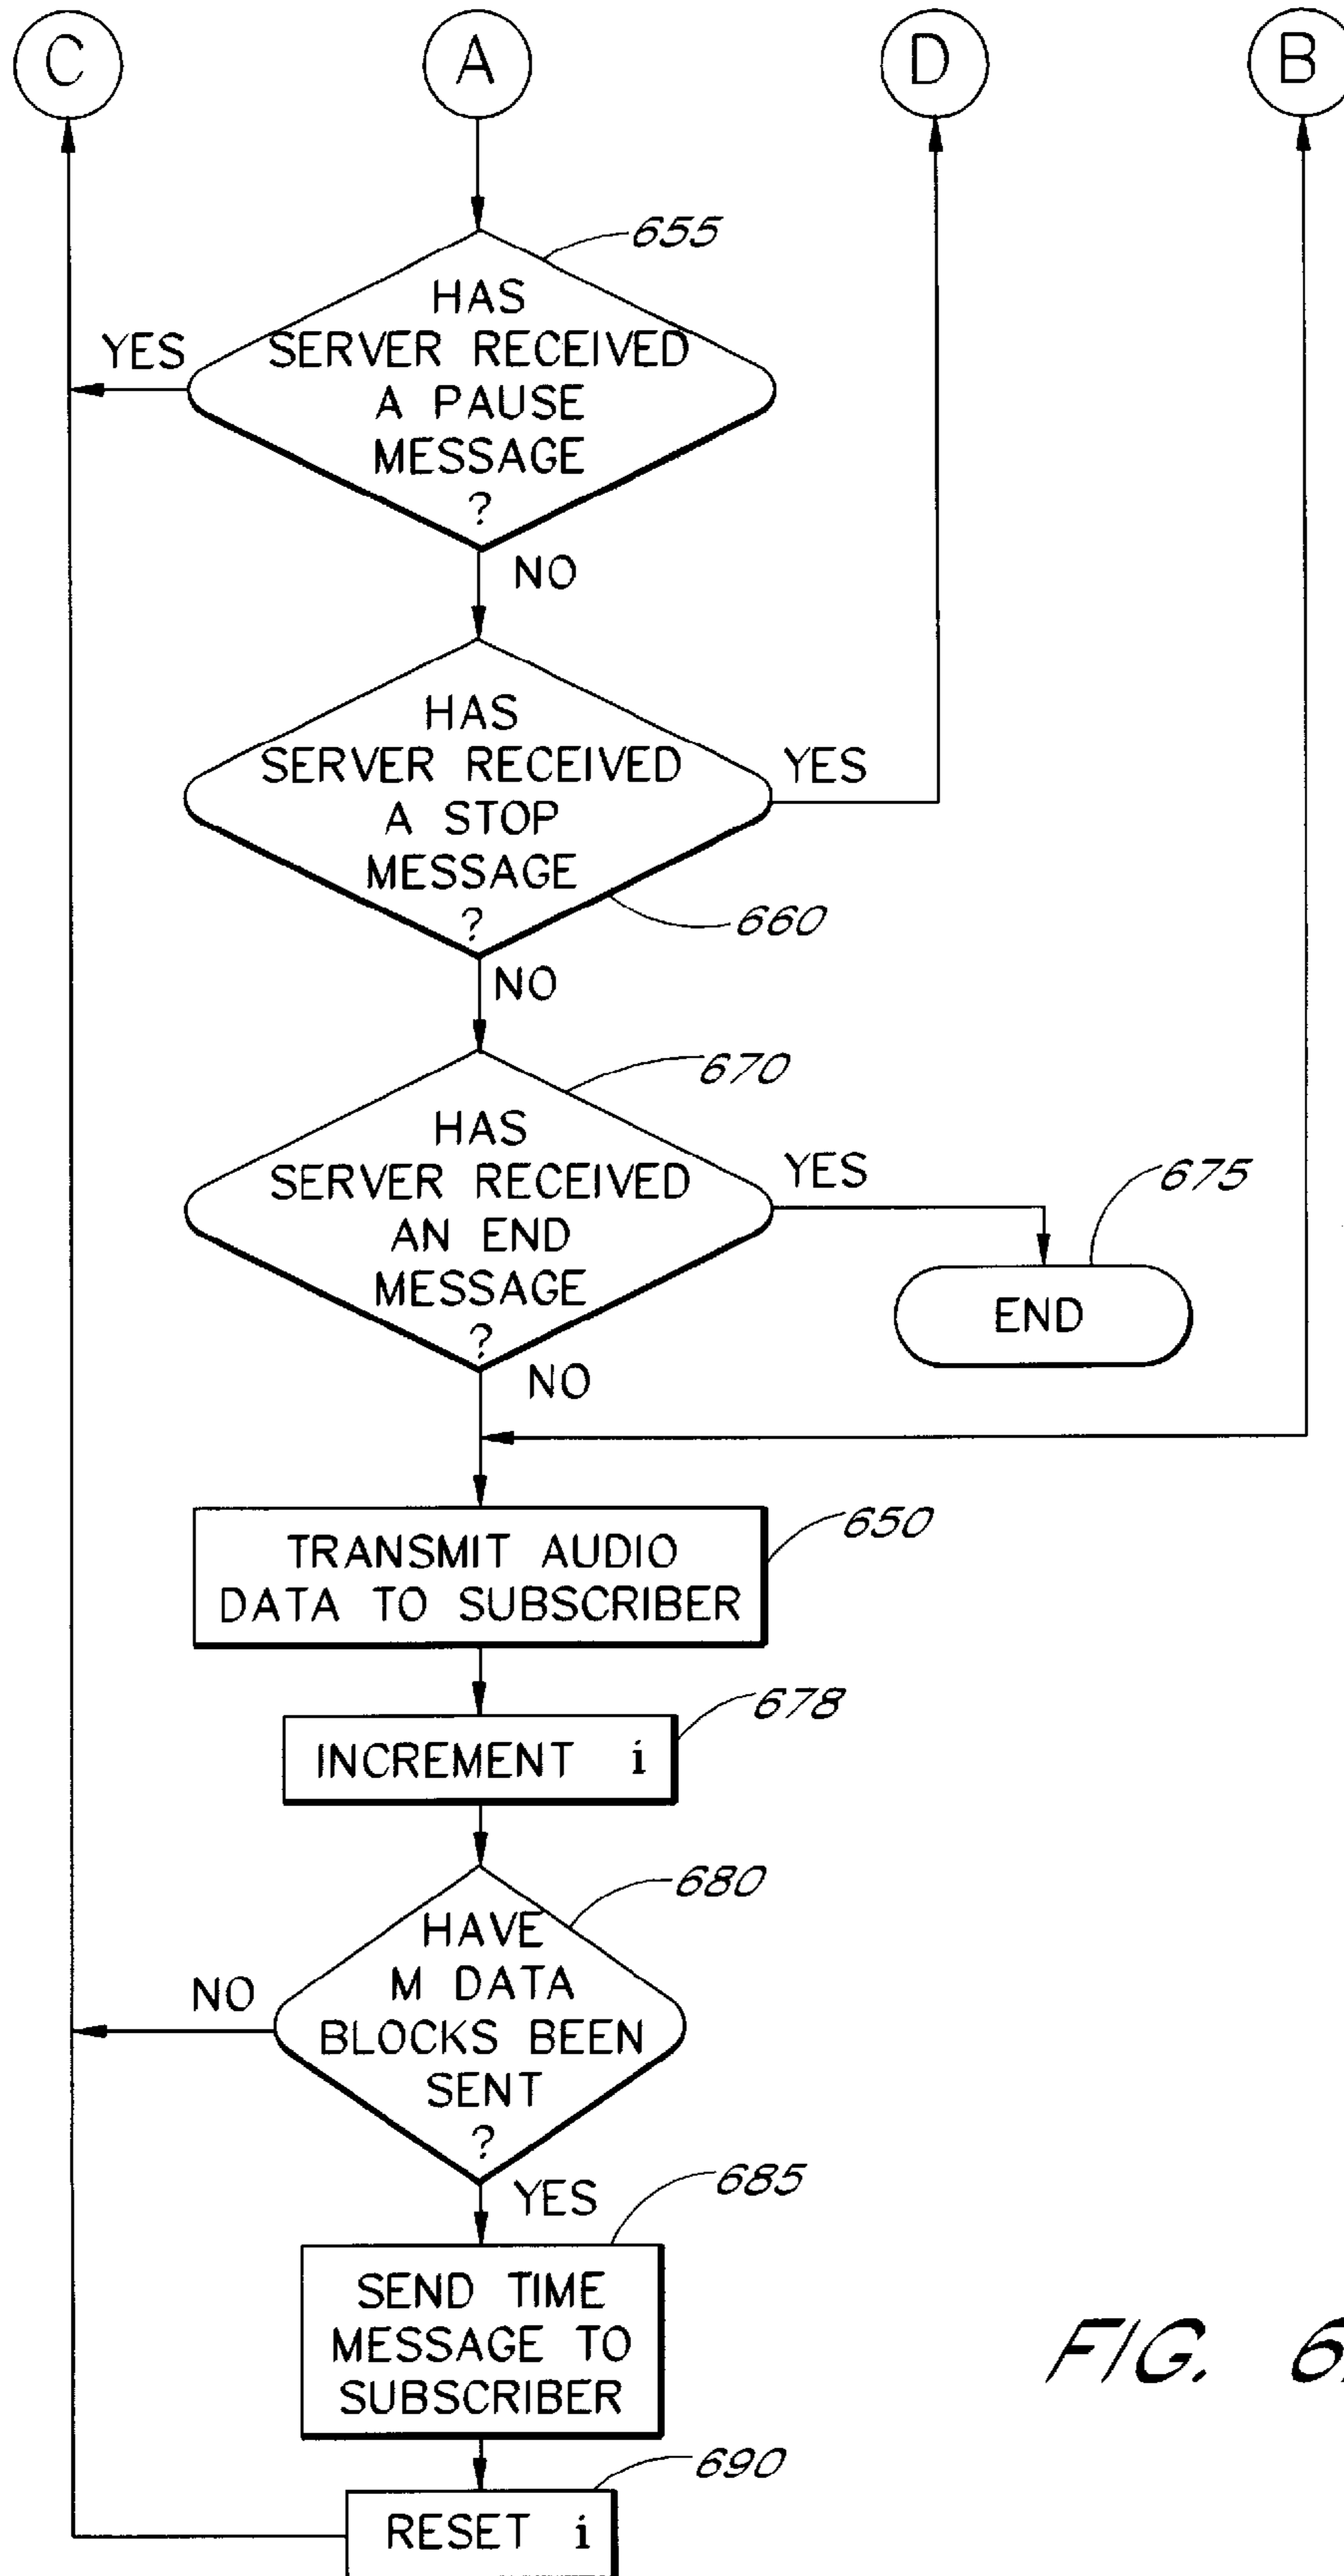 C
A
D
B
655
HAS
SERVER RECEIVED
A PAUSE
MESSAGE
?
YES
NO
HAS
SERVER RECEIVED
A STOP
MESSAGE
?
YES
660
NO
670
HAS
SERVER RECEIVED
AN END
MESSAGE
?
YES
675
END
NO
650
TRANSMIT AUDIO
DATA TO SUBSCRIBER
678
INCREMENT i
680
HAVE
M DATA
BLOCKS BEEN
SENT
?
NO
YES
685
SEND TIME
MESSAGE TO
SUBSCRIBER
690
RESET i
FIG. 6